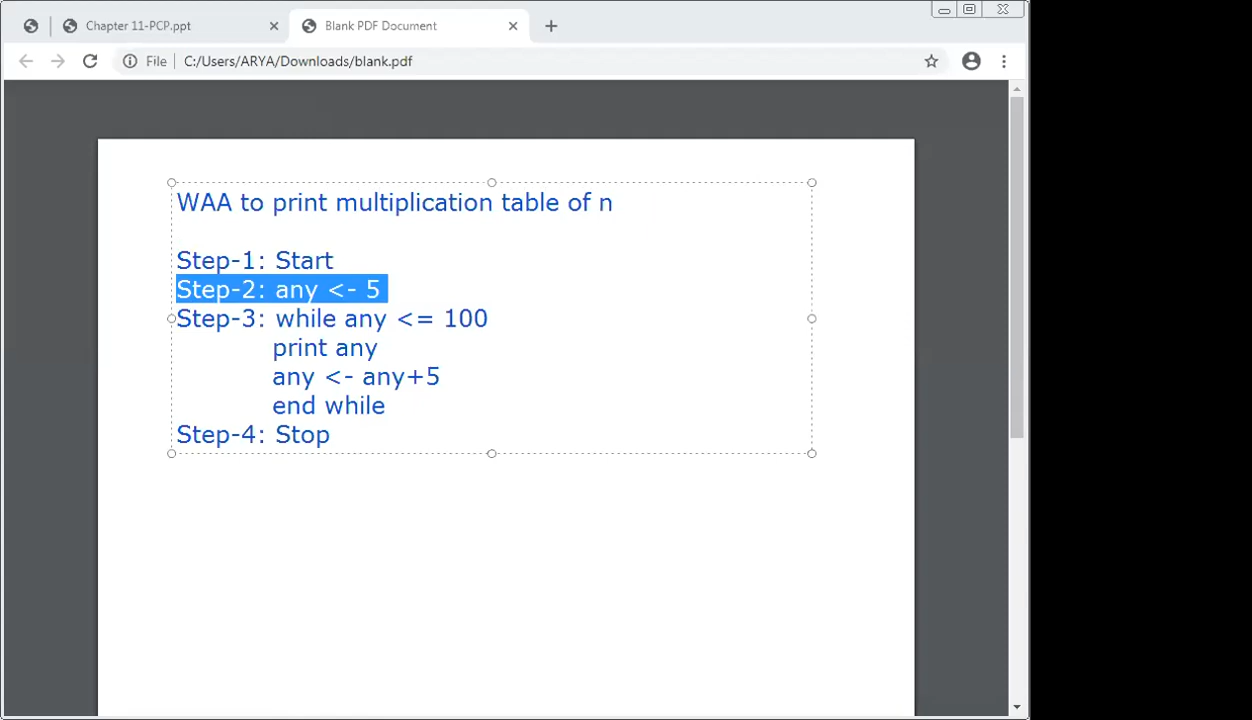 Chapter 11-PCP.ppt
Blank PDF Document
File
C:/Users/ARYA/Downloads/blank.pdf
WAA to print multiplication table of n
Step-1: Start
Step-2: any <- 5
Step-3: while any <= 100
print any
any <- any+5
end while
Step-4: Stop